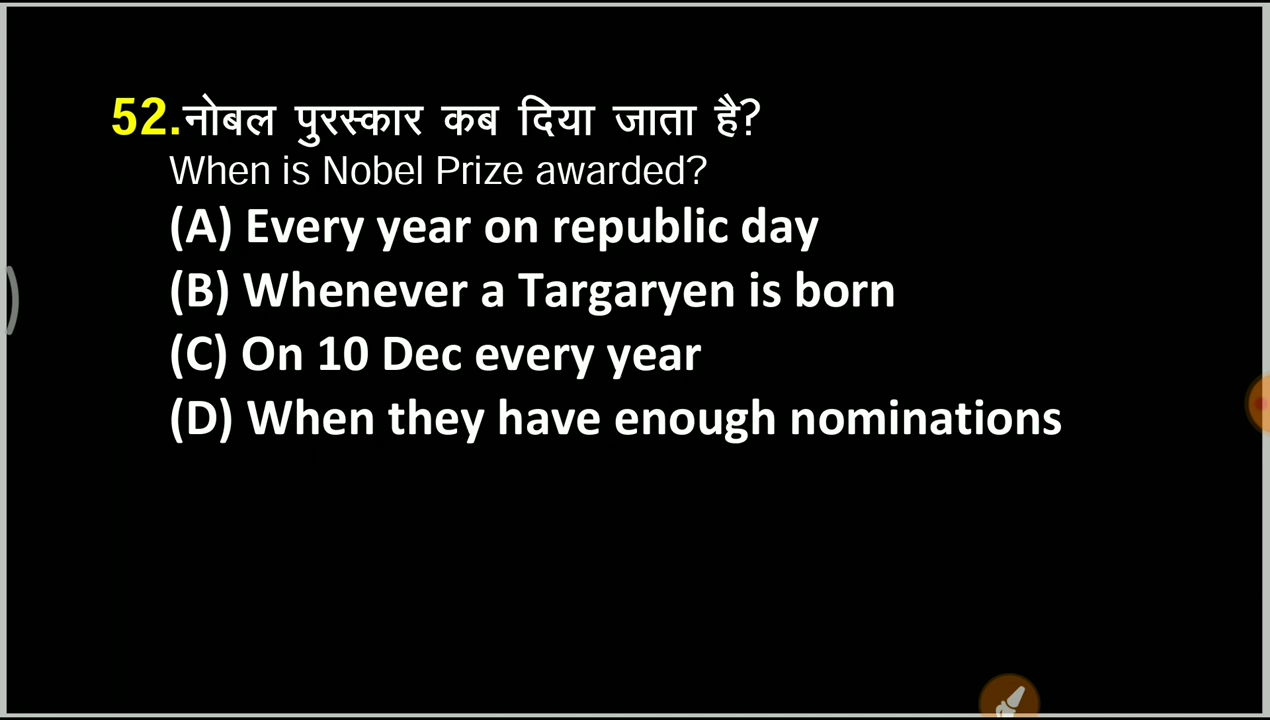 52.नोबल पुरस्कार कब दिया जाता है?
When is Nobel Prize awarded?
(A) Every year on republic day
(B) Whenever a Targaryen is born
(C) On 10 Dec every year
(D) When they have enough nominations